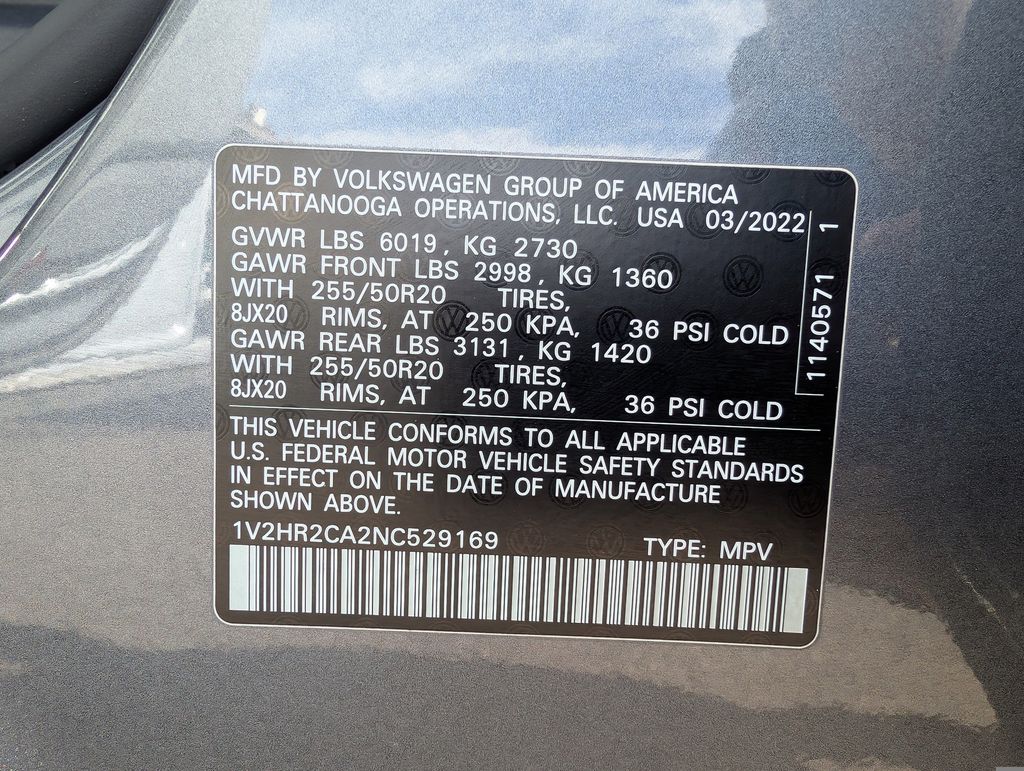 MFD BY VOLKSWAGEN GROUP OF AMERICA
CHATTANOOGA OPERATIONS, LLC. USA 03/2022
GVWR LBS 6019, KG 2730
GAWR FRONT LBS 2998, KG 1360
WITH 255/50R20 TIRES,
8JX20 RIMS, AT 250 KPA, 36 PSI COLD
GAWR REAR LBS 3131, KG 1420
WITH 255/50R20 TIRES,
8JX20 RIMS, AT 250 KPA, 36 PSI COLD
1140571 1
THIS VEHICLE CONFORMS TO ALL APPLICABLE
U.S. FEDERAL MOTOR VEHICLE SAFETY STANDARDS
IN EFFECT ON THE DATE OF MANUFACTURE
SHOWN ABOVE.
1V2HR2CA2NC529169 TYPE: MPV